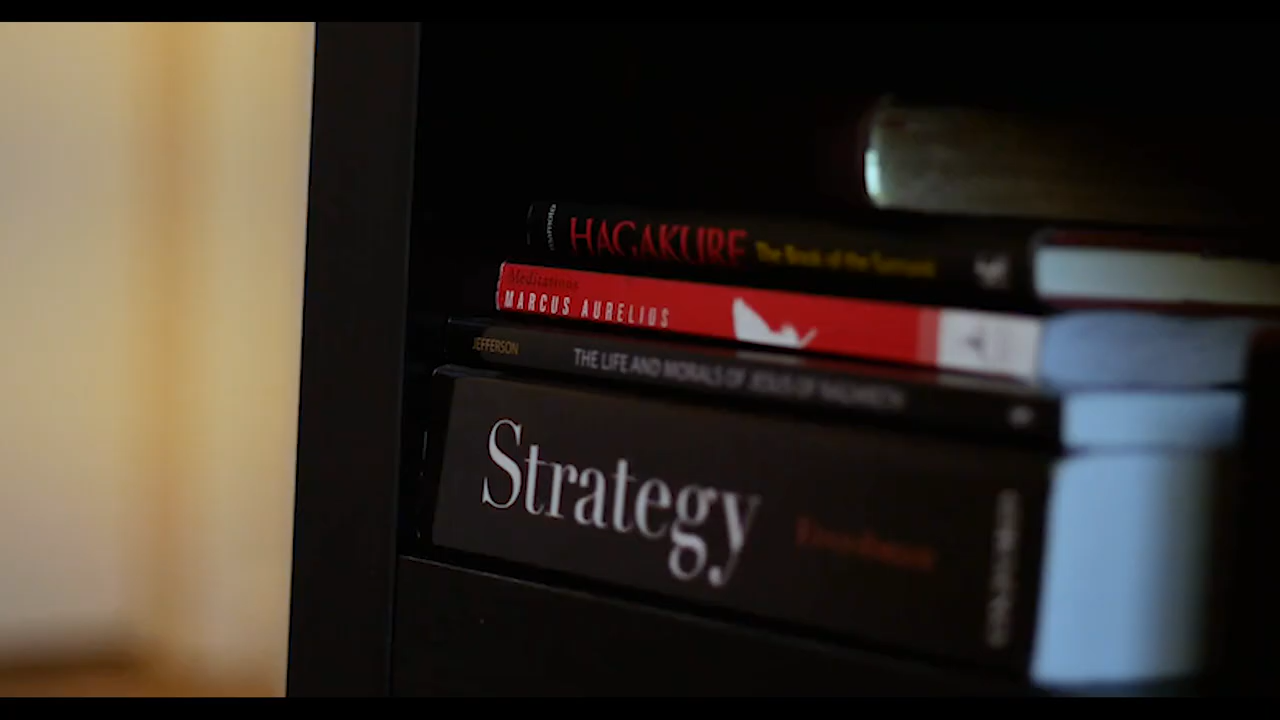 HAGAKURE The Book of the Samurai
Meditations
MARCUS AURELIUS
JEFFERSON THE LIFE AND MORALS OF JESUS OF NAZARETH
Strategy